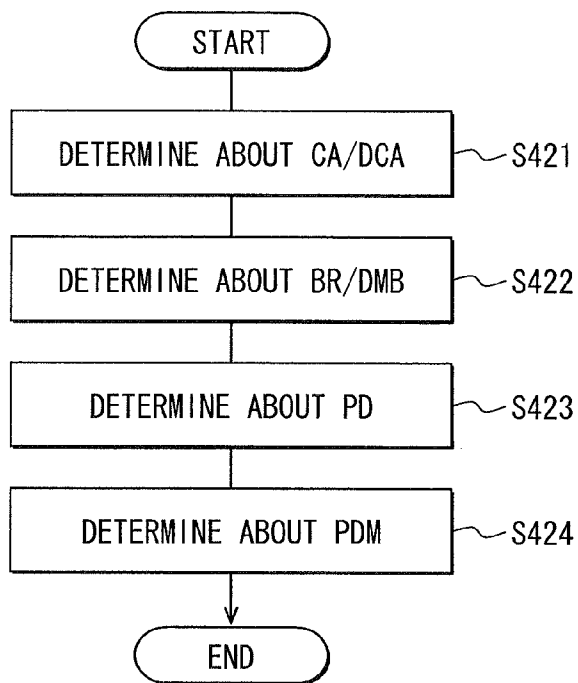 START
DETERMINE ABOUT CA/DCA
S421
DETERMINE ABOUT BR/DMB
S422
DETERMINE ABOUT PD
S423
DETERMINE ABOUT PDM
S424
END